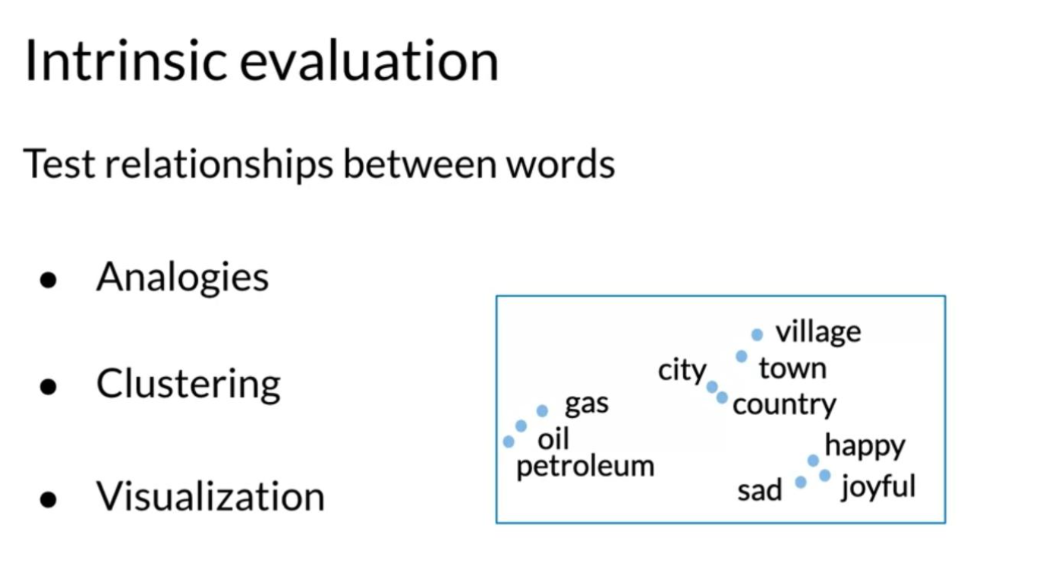 Intrinsic evaluation
Test relationships between words
● Analogies
● Clustering
● Visualization
village
city
town
country
gas
oil
petroleum
happy
sad
joyful